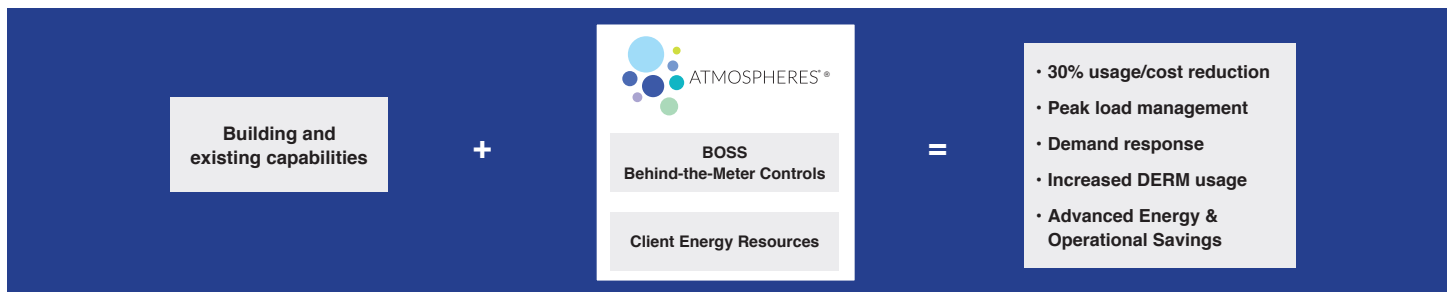 Building and
existing capabilities
+
ATMOSPHERES®
BOSS
Behind-the-Meter Controls
Client Energy Resources
=
• 30% usage/cost reduction
• Peak load management
• Demand response
• Increased DERM usage
• Advanced Energy &
Operational Savings